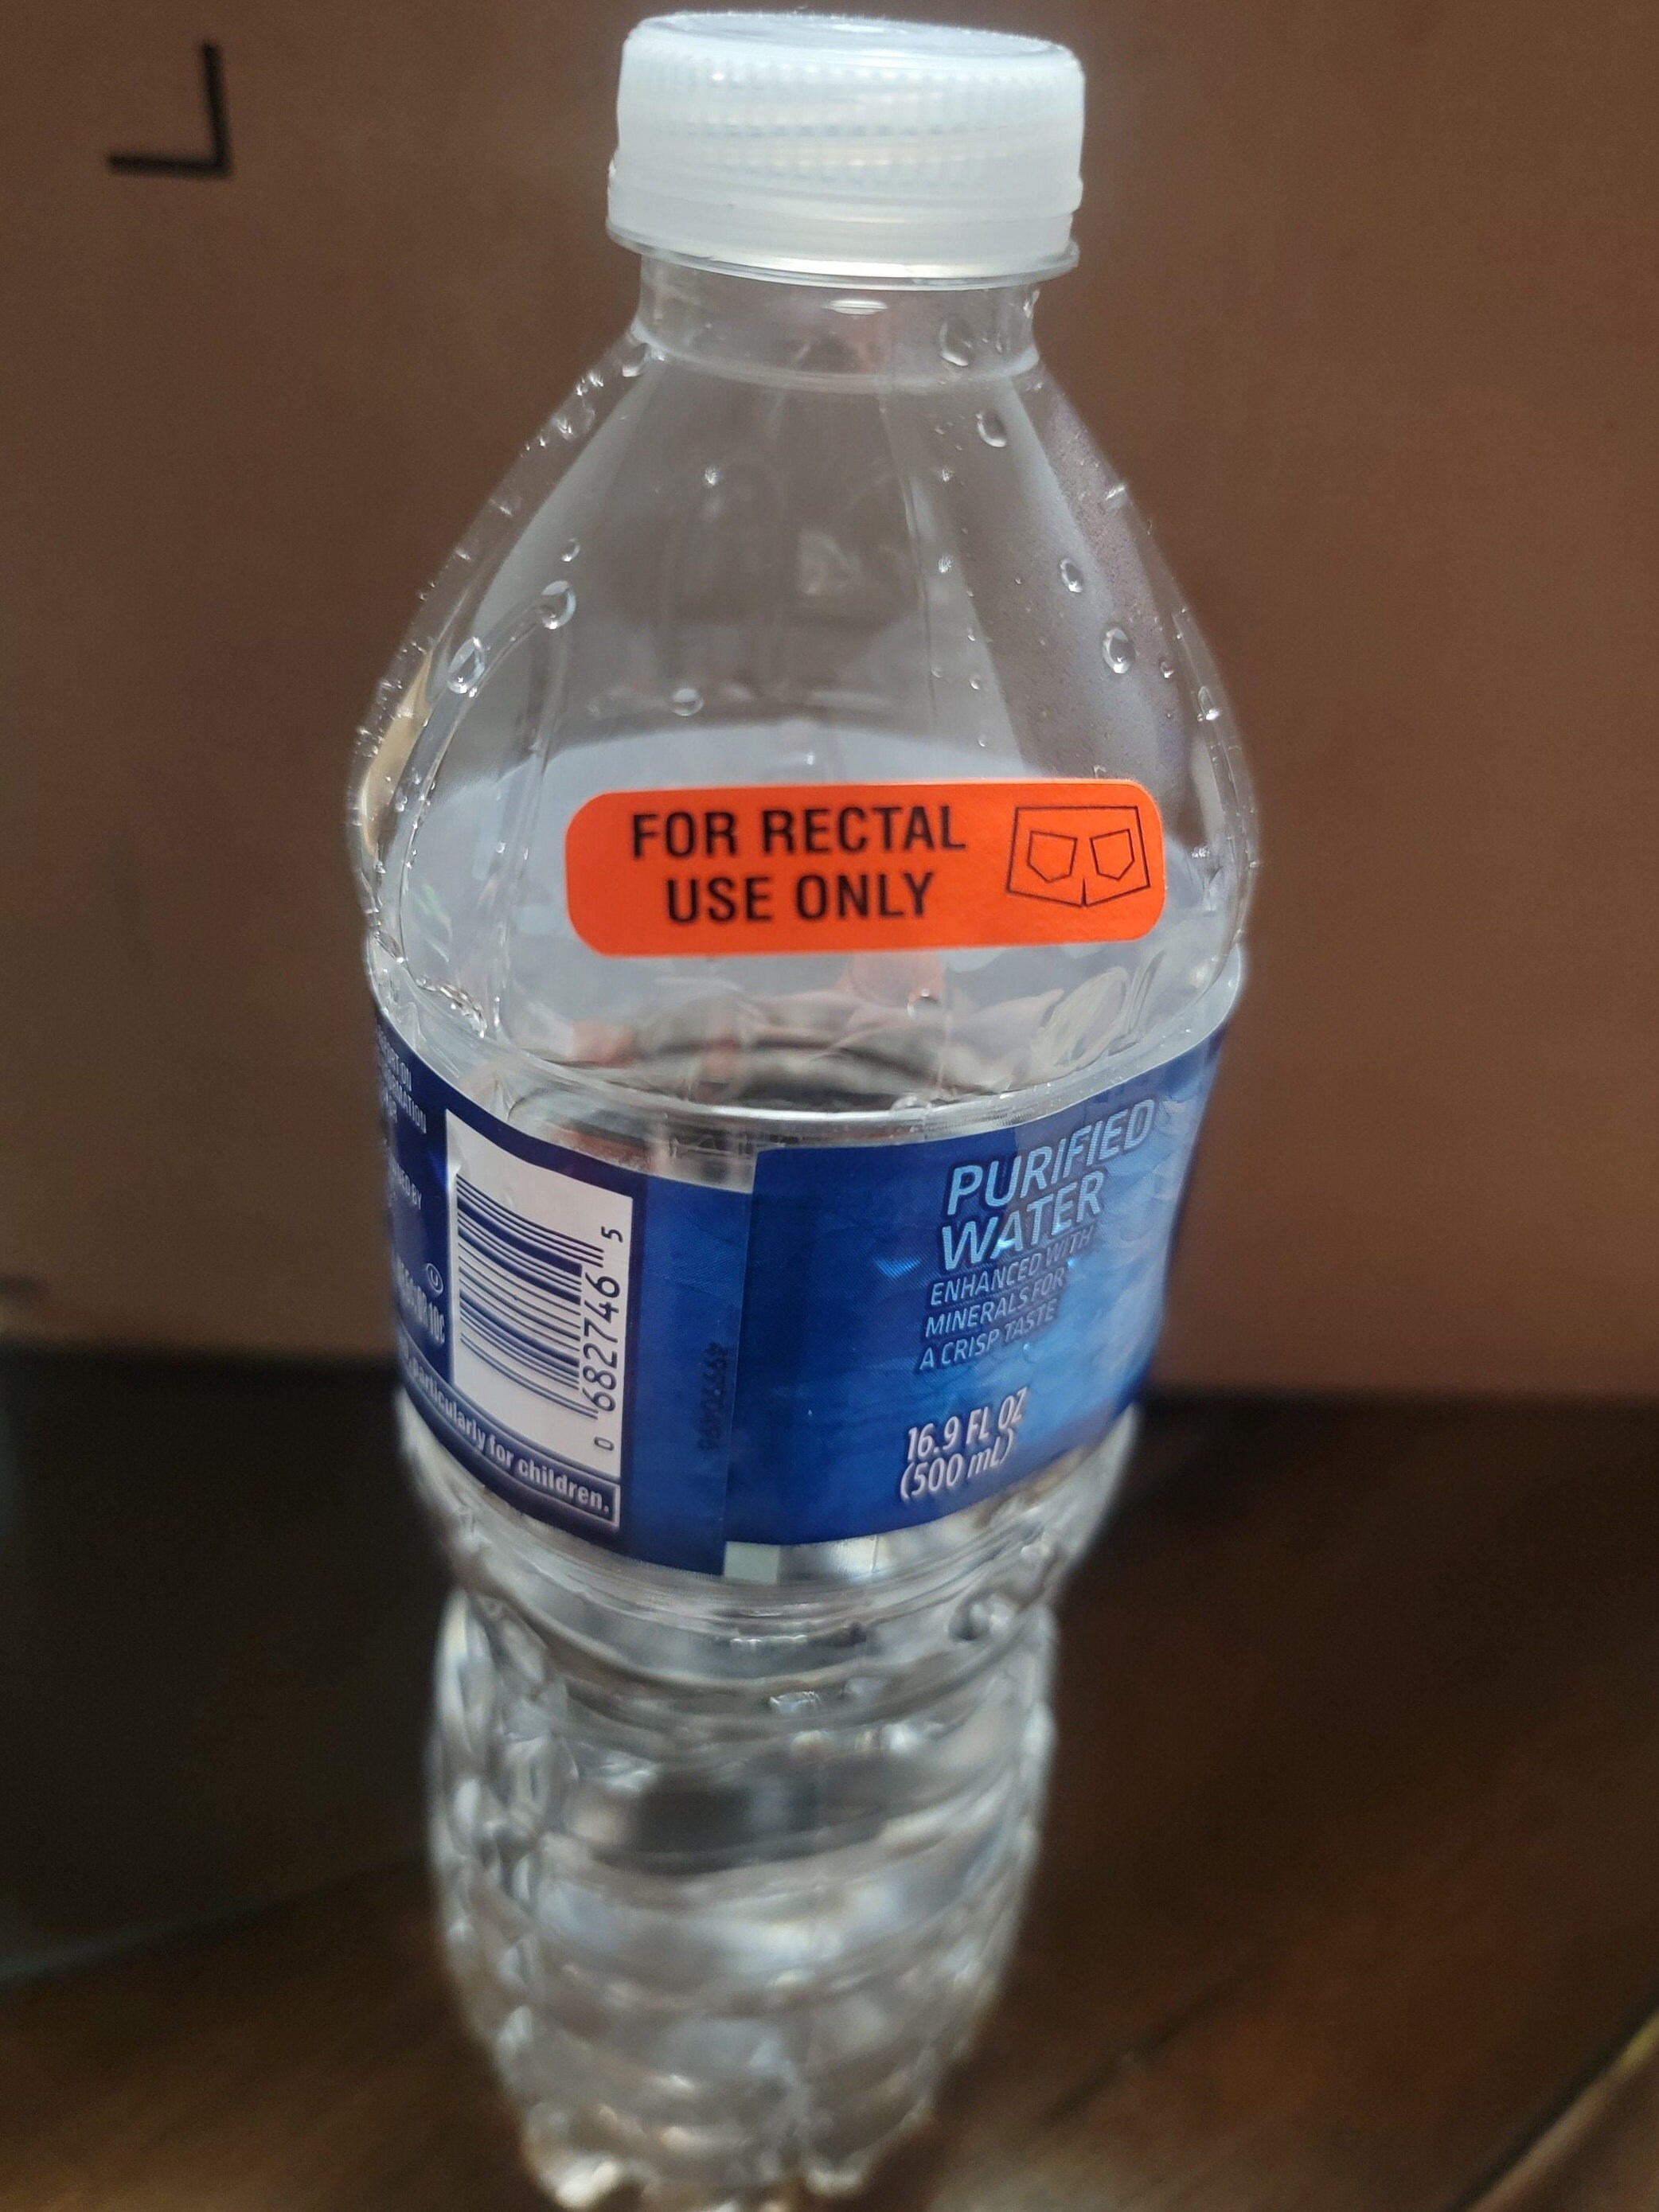 FOR RECTAL
USE ONLY
PURIFIED
WATER
ENHANCED WITH
MINERALS FOR
A CRISP TASTE
16.9 FL OZ
(500 mL)
0 682746 5
Particularly for children.